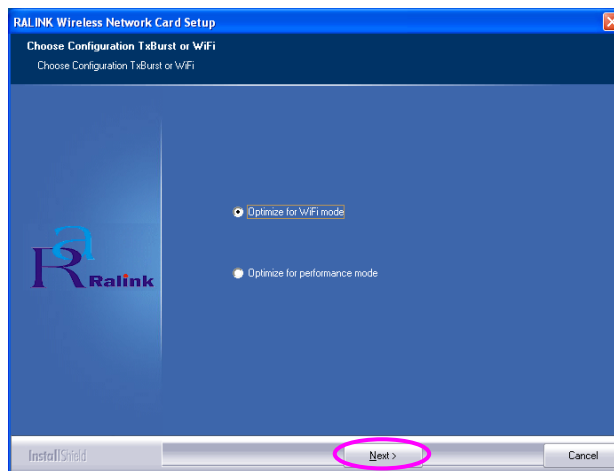 RALINK Wireless Network Card Setup
Choose Configuration TxBurst or WiFi
Choose Configuration TxBurst or WiFi
Optimize for WiFi mode
Ralink
Optimize for performance mode
InstallShield
Next >
Cancel